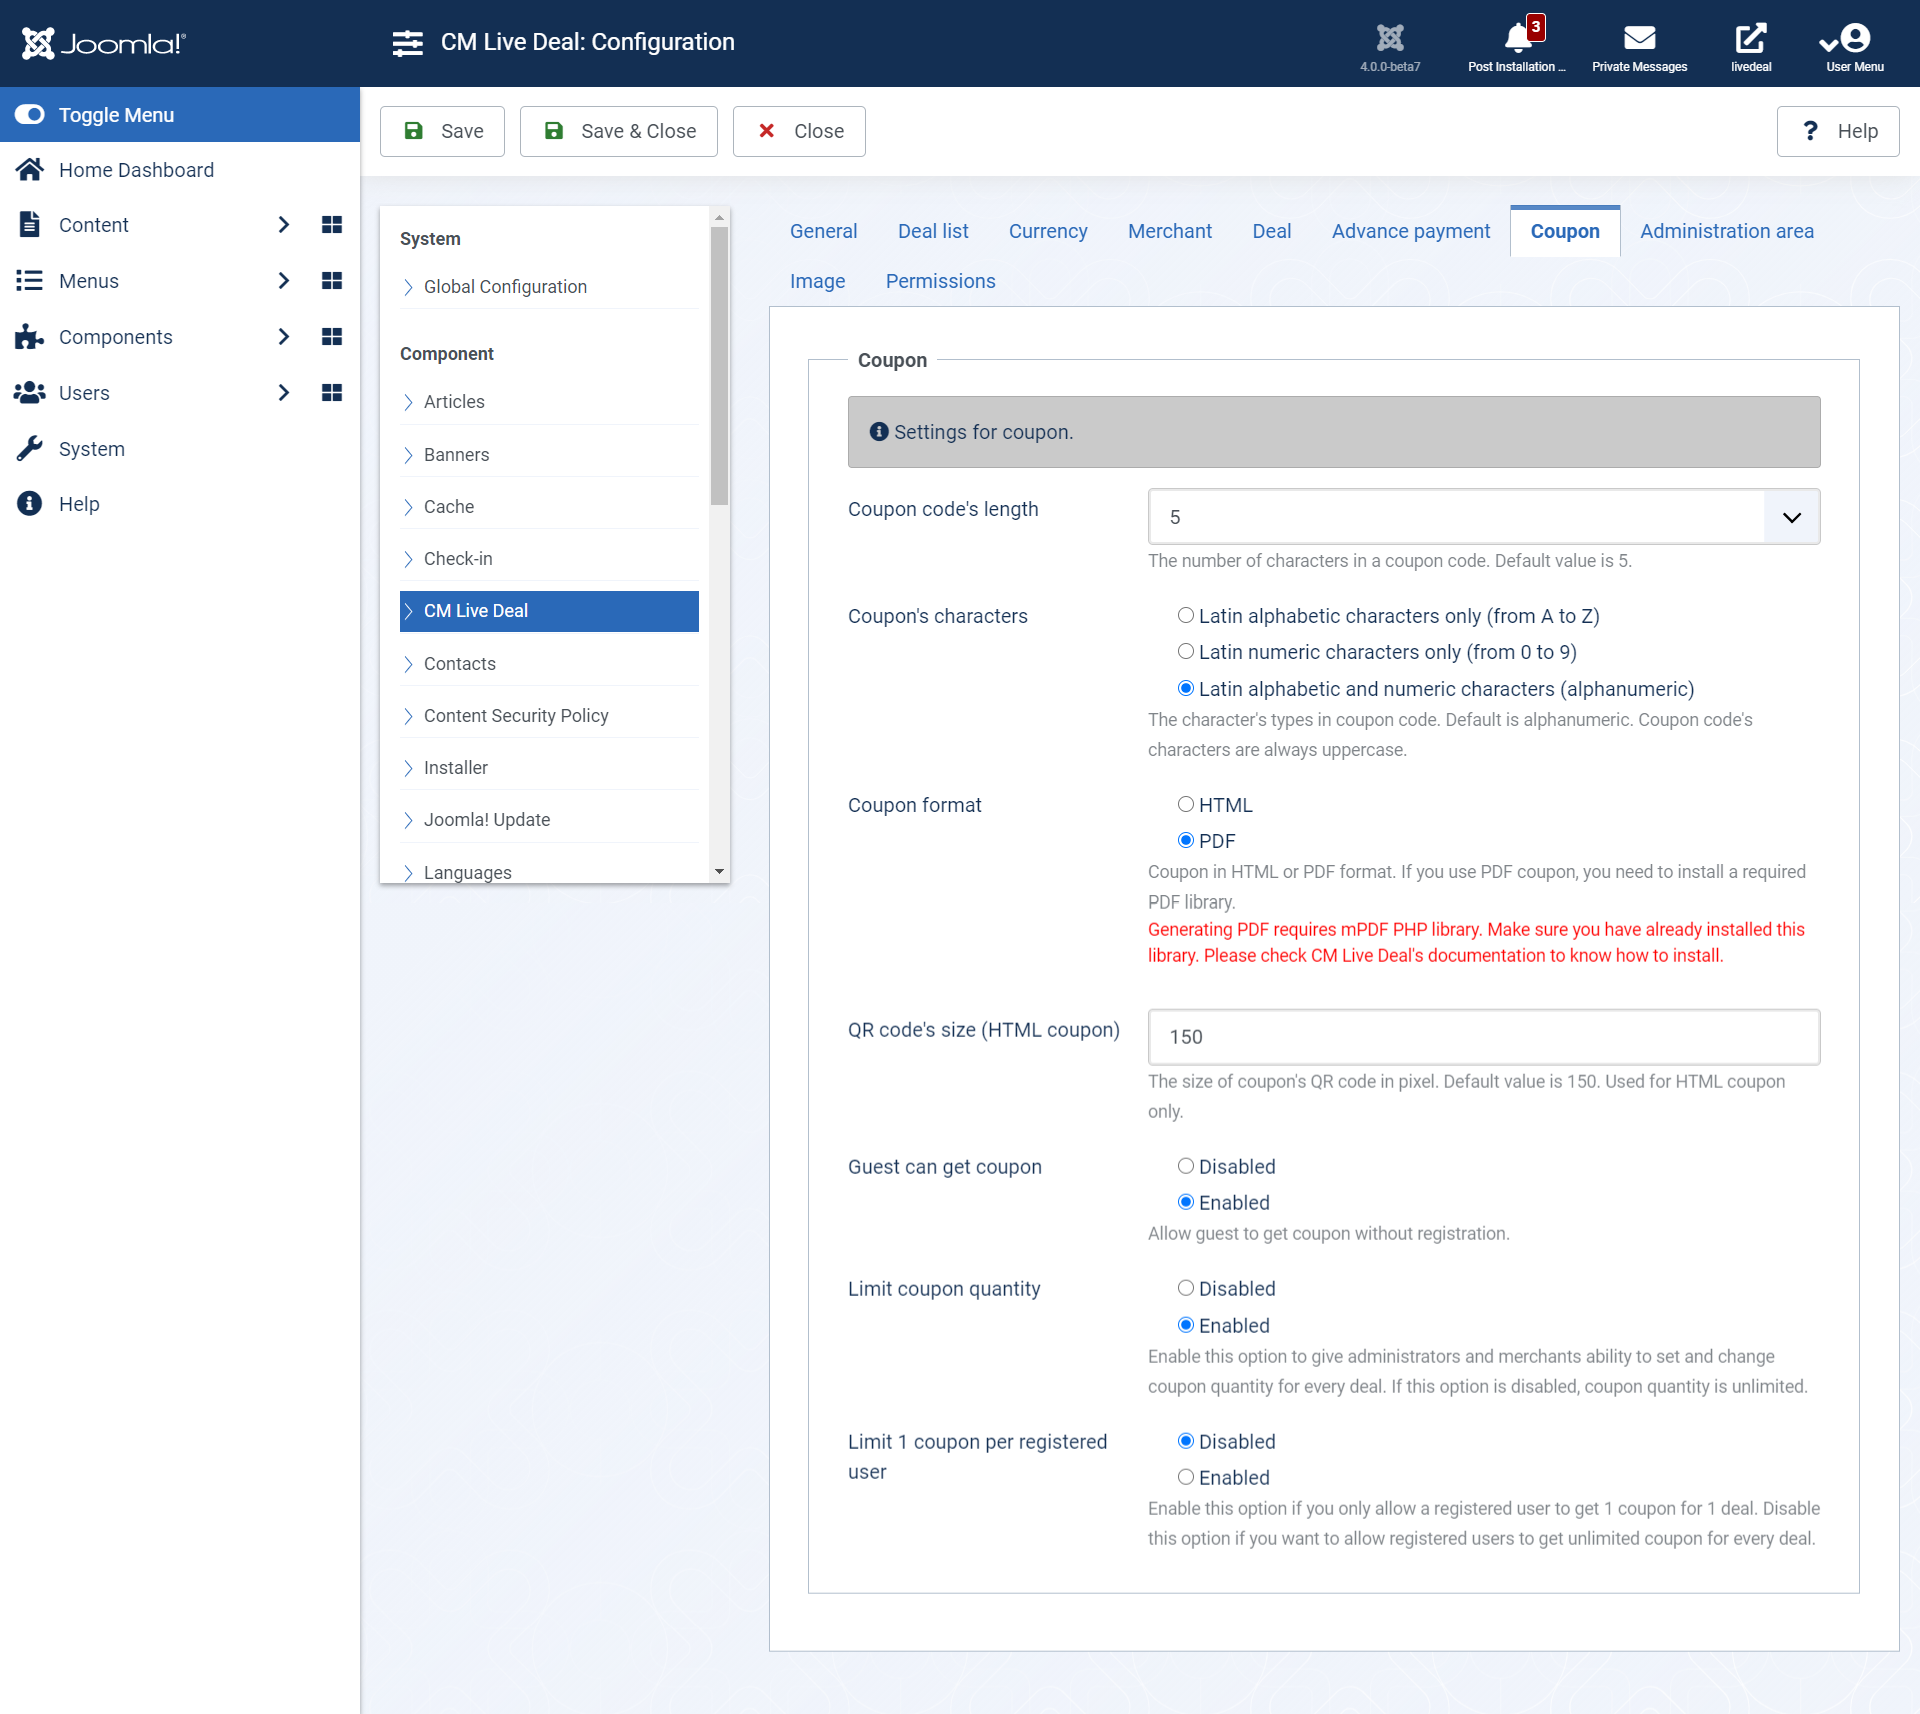 Joomla!
CM Live Deal: Configuration
4.0.0-beta7
3
Post Installation ...
Private Messages
livedeal
User Menu
Toggle Menu
Home Dashboard
Content
Menus
Components
Users
System
Help
Save
Save & Close
Close
? Help
System
Global Configuration
Component
Articles
Banners
Cache
Check-in
CM Live Deal
Contacts
Content Security Policy
Installer
Joomla! Update
Languages
General
Deal list
Currency
Merchant
Deal
Advance payment
Coupon
Administration area
Image
Permissions
Coupon
Settings for coupon.
Coupon code's length
5
The number of characters in a coupon code. Default value is 5.
Coupon's characters
Latin alphabetic characters only (from A to Z)
Latin numeric characters only (from 0 to 9)
Latin alphabetic and numeric characters (alphanumeric)
The character's types in coupon code. Default is alphanumeric. Coupon code's
characters are always uppercase.
Coupon format
HTML
PDF
Coupon in HTML or PDF format. If you use PDF coupon, you need to install a required
PDF library.
Generating PDF requires mPDF PHP library. Make sure you have already installed this
library. Please check CM Live Deal's documentation to know how to install.
QR code's size (HTML coupon)
150
The size of coupon's QR code in pixel. Default value is 150. Used for HTML coupon
only.
Guest can get coupon
Disabled
Enabled
Allow guest to get coupon without registration.
Limit coupon quantity
Disabled
Enabled
Enable this option to give administrators and merchants ability to set and change
coupon quantity for every deal. If this option is disabled, coupon quantity is unlimited.
Limit 1 coupon per registered
user
Disabled
Enabled
Enable this option if you only allow a registered user to get 1 coupon for 1 deal. Disable
this option if you want to allow registered users to get unlimited coupon for every deal.